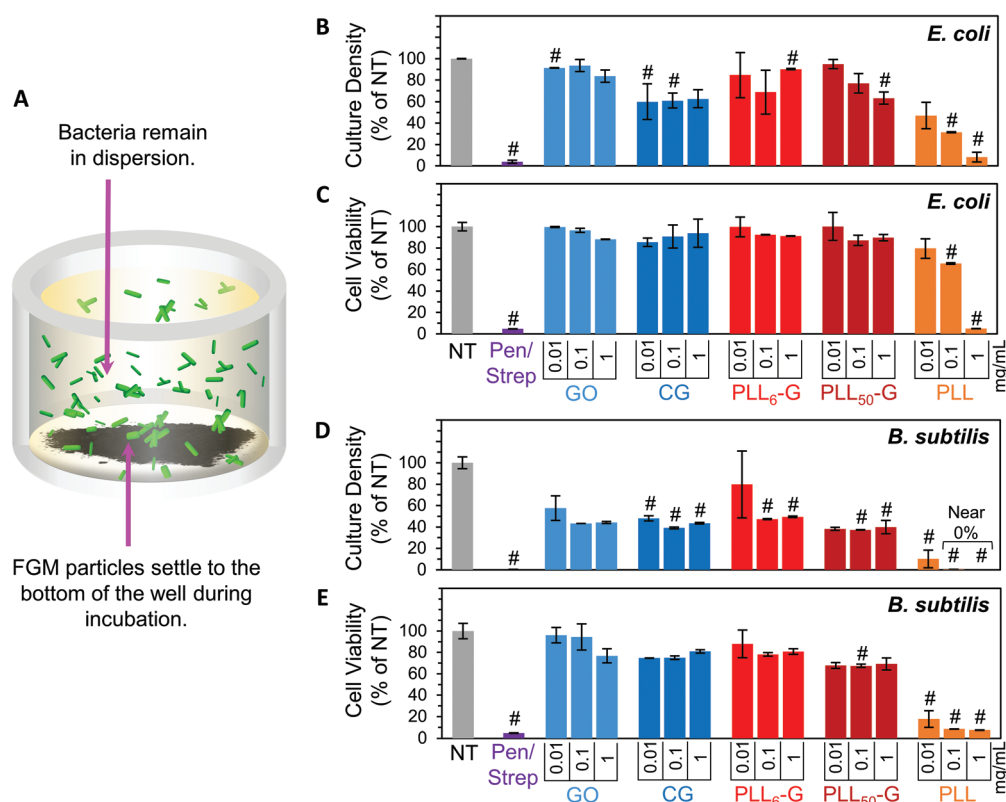 A
Bacteria remain
in dispersion.
FGM particles settle to the
bottom of the well during
incubation.
B
E. coli
Culture Density
(% of NT)
100
80
60
40
20
0
#
#
#
#
#
#
#
#
C
E. coli
Cell Viability
(% of NT)
100
80
60
40
20
0
#
#
#
NT
Pen/
Strep
0.01
0.1
1
0.01
0.1
1
0.01
0.1
1
0.01
0.1
1
0.01
0.1
1
mg/mL
GO
CG
PLL6-G
PLL50-G
PLL
D
B. subtilis
Culture Density
(% of NT)
100
80
60
40
20
0
#
#
#
#
#
#
#
#
#
Near
0%
#
#
E
B. subtilis
Cell Viability
(% of NT)
100
80
60
40
20
0
#
#
#
#
#
NT
Pen/
Strep
0.01
0.1
1
0.01
0.1
1
0.01
0.1
1
0.01
0.1
1
0.01
0.1
1
mg/mL
GO
CG
PLL6-G
PLL50-G
PLL